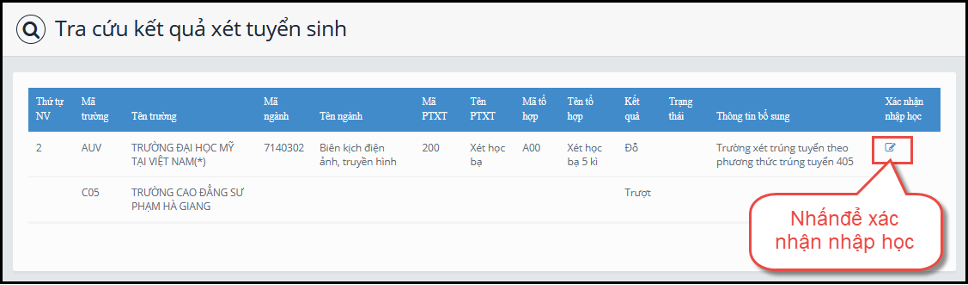 Tra cứu kết quả xét tuyển sinh
Thứ tự NV Mã trường Tên trường Mã ngành Tên ngành Mã PTXT Tên PTXT Mã tổ hợp Tên tổ hợp Kết quả Trạng thái Thông tin bổ sung Xác nhận nhập học
2 AUV TRƯỜNG ĐẠI HỌC MỸ 7140302 Biên kịch điện 200 Xét học A00 Xét học Đỗ Trường xét trúng tuyển theo
TẠI VIỆT NAM(*) ảnh, truyền hình bạ bạ 5 kì phương thức trúng tuyển 405
C05 TRƯỜNG CAO ĐẲNG SƯ Trượt
PHẠM HÀ GIANG
Nhấnđể xác
nhận nhập học